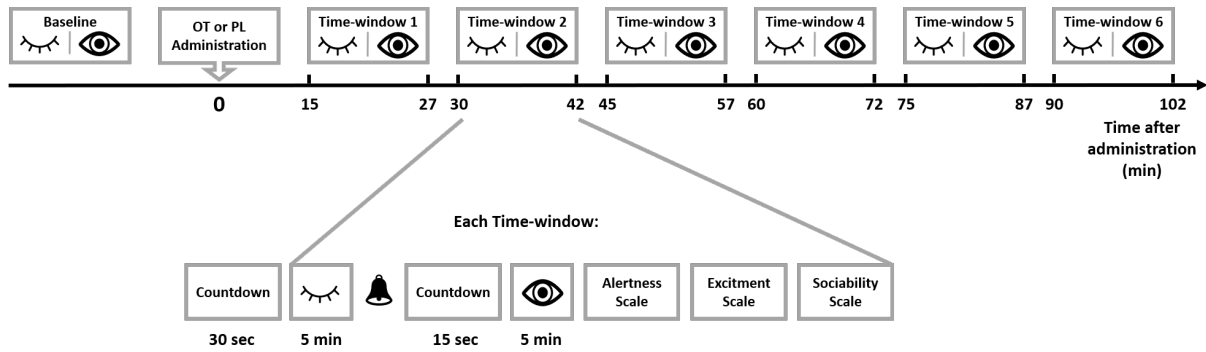 Baseline
OT or PL
Administration
Time-window 1
Time-window 2
Time-window 3
Time-window 4
Time-window 5
Time-window 6
0
15
27
30
42
45
57
60
72
75
87
90
102
Time after
administration
(min)
Each Time-window:
Countdown
Countdown
Alertness
Scale
Excitment
Scale
Sociability
Scale
30 sec
5 min
15 sec
5 min